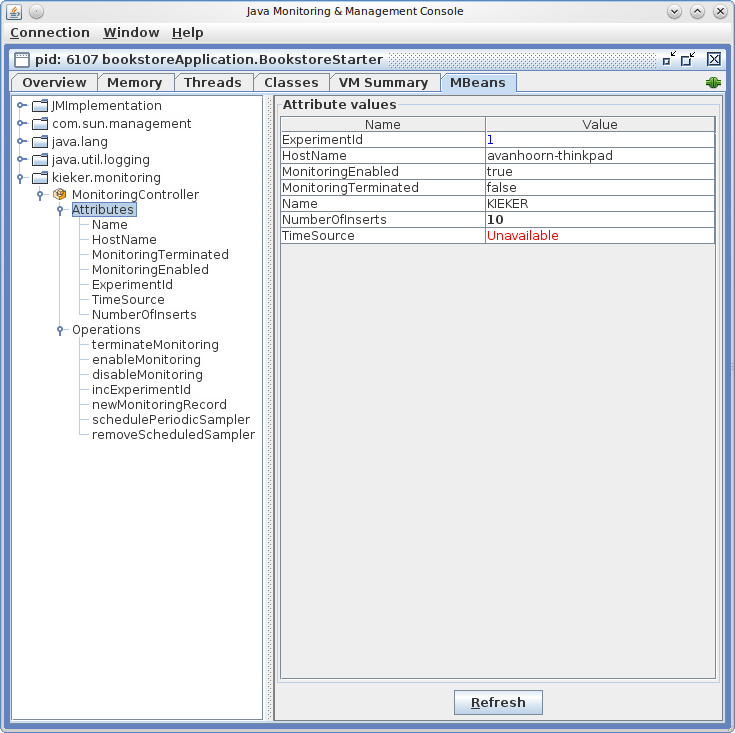 Java Monitoring & Management Console
Connection Window Help
pid: 6107 bookstoreApplication.BookstoreStarter
Overview Memory Threads Classes VM Summary MBeans
JMImplementation
com.sun.management
java.lang
java.util.logging
kieker.monitoring
MonitoringController
Attributes
Name
HostName
MonitoringTerminated
MonitoringEnabled
ExperimentId
TimeSource
NumberOfInserts
Operations
terminateMonitoring
enableMonitoring
disableMonitoring
incExperimentId
newMonitoringRecord
schedulePeriodicSampler
removeScheduledSampler
Attribute values
Name Value
ExperimentId 1
HostName avanhoorn-thinkpad
MonitoringEnabled true
MonitoringTerminated false
Name KIEKER
NumberOfInserts 10
TimeSource Unavailable
Refresh